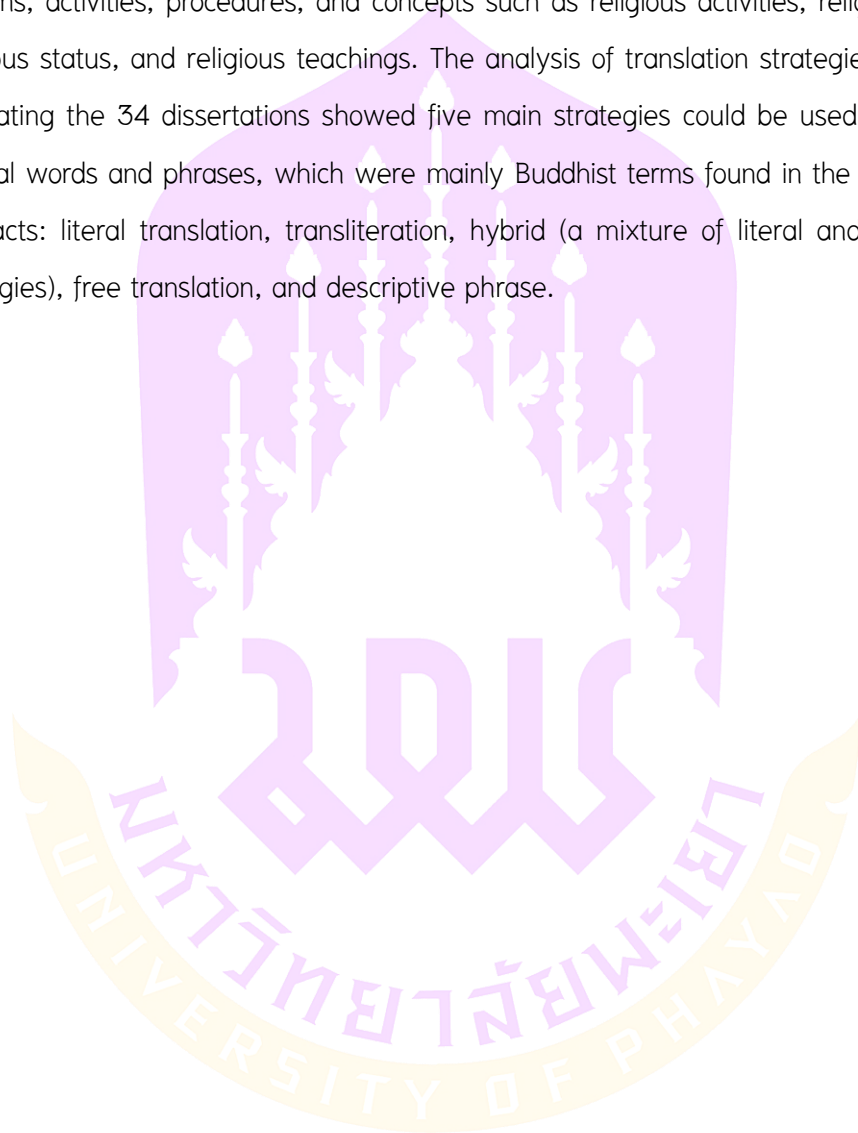 ns, activities, procedures, and concepts such as religious activities, relic
ous status, and religious teachings. The analysis of translation strategie
ating the 34 dissertations showed five main strategies could be used
al words and phrases, which were mainly Buddhist terms found in the
acts: literal translation, transliteration, hybrid (a mixture of literal and
gies), free translation, and descriptive phrase.
มหาวิทยาลัยพะเยา
UNIVERSITY OF PHAYAO